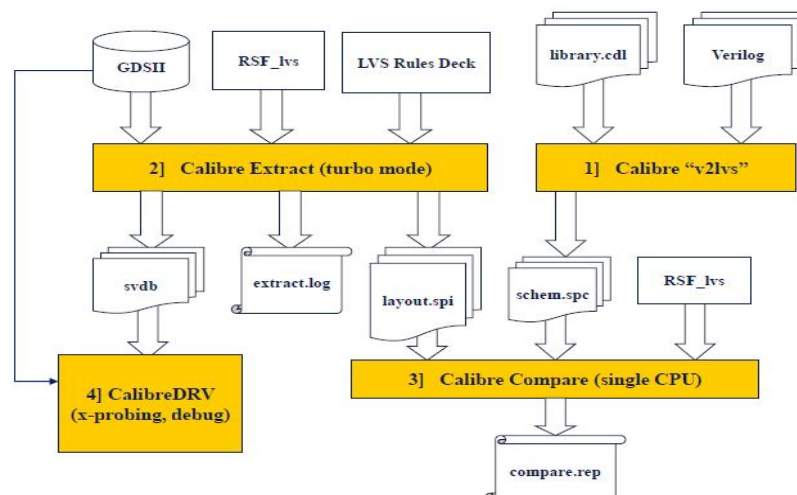 GDSII
RSF_lvs
LVS Rules Deck
library.cdl
Verilog
2] Calibre Extract (turbo mode)
1] Calibre “v2lvs”
svdb
extract.log
layout.spi
schem.spc
RSF_lvs
4] CalibreDRV
(x-probing, debug)
3] Calibre Compare (single CPU)
compare.rep